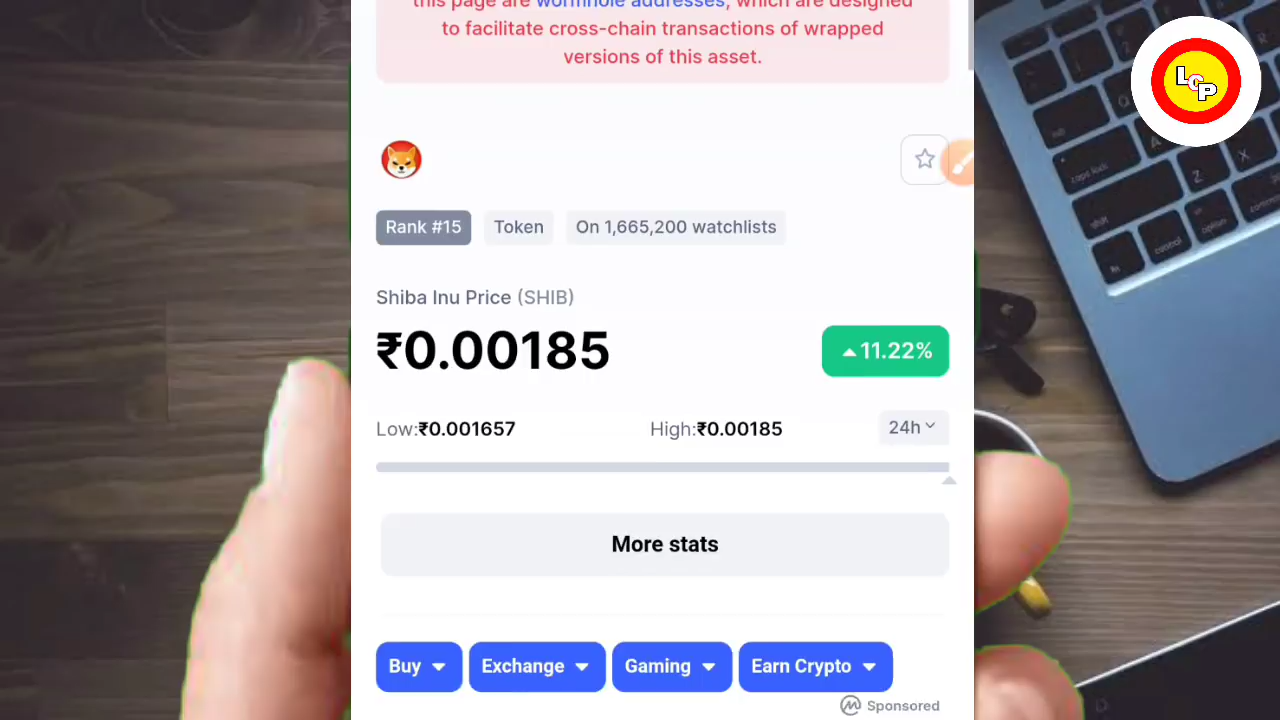 this page are wormhole addresses, which are designed
to facilitate cross-chain transactions of wrapped
versions of this asset.
LCP
Rank #15 Token On 1,665,200 watchlists
Shiba Inu Price (SHIB)
₹0.00185 11.22%
Low:₹0.001657 High:₹0.00185 24h
More stats
Buy Exchange Gaming Earn Crypto
Sponsored